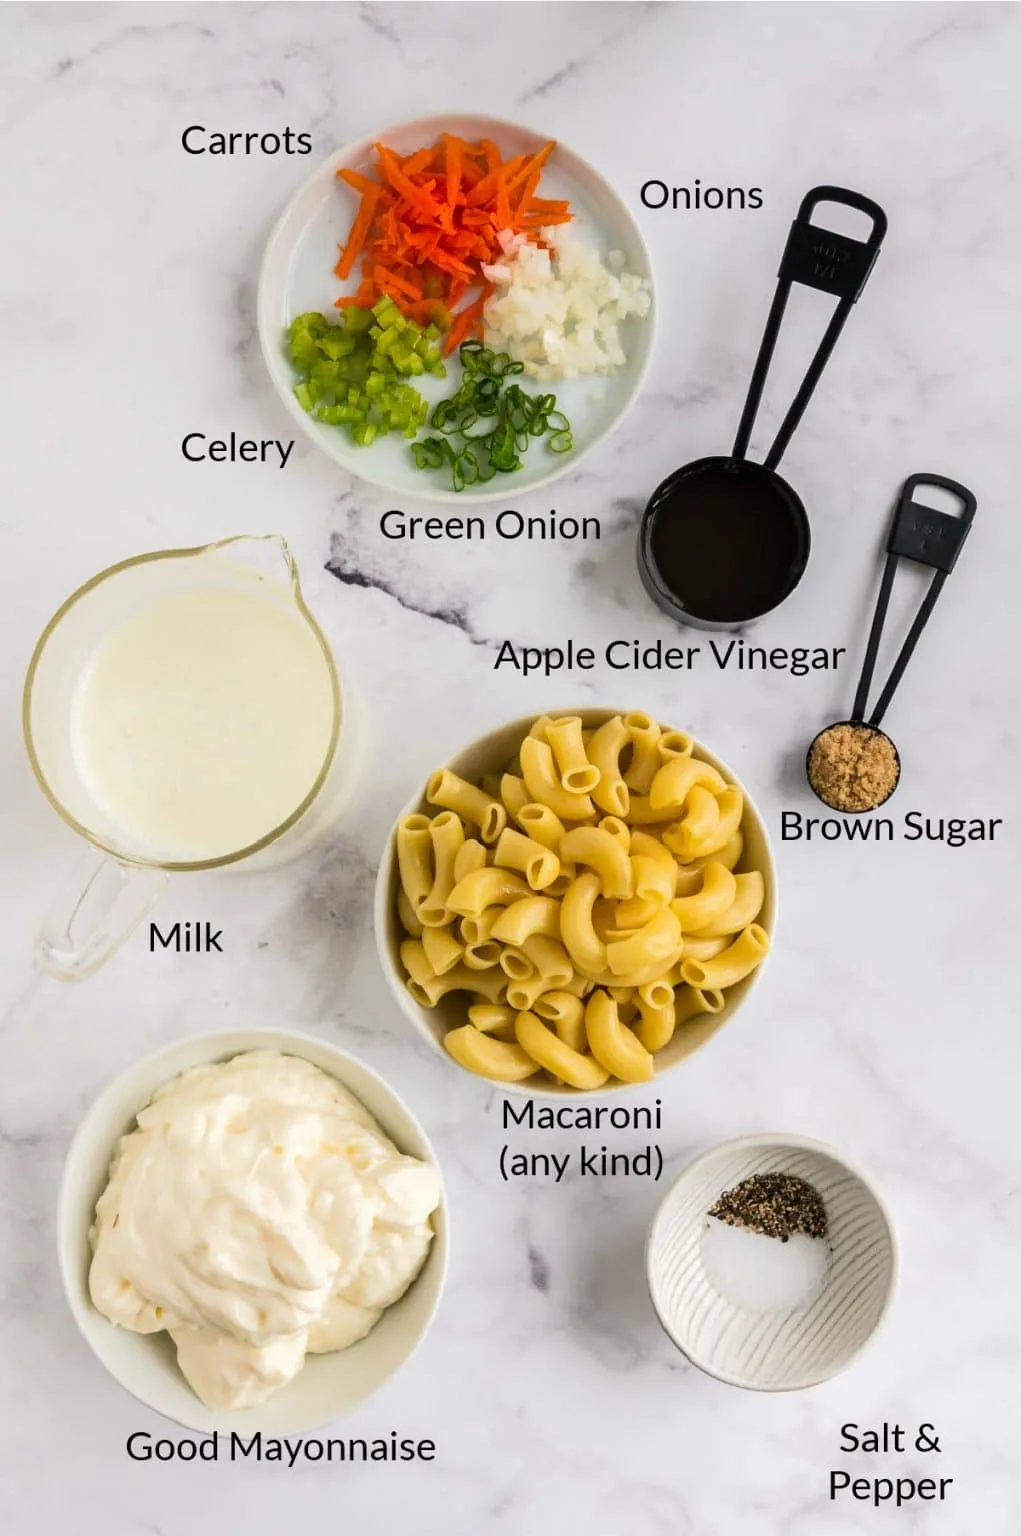 Carrots
Onions
Celery
Green Onion
Apple Cider Vinegar
Brown Sugar
Milk
Macaroni
(any kind)
Good Mayonnaise
Salt &
Pepper